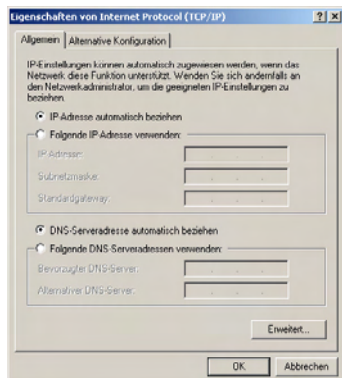 Eigenschaften von Internet Protocol (TCP/IP)
Allgemein
Alternative Konfiguration
IP-Einstellungen können automatisch zugewiesen werden, wenn das
Netzwerk diese Funktion unterstützt. Wenden Sie sich andernfalls an
den Netzwerkadministrator, um die geeigneten IP-Einstellungen zu
beziehen.
IP-Adresse automatisch beziehen
Folgende IP-Adresse verwenden:
IP-Adresse:
Subnetzmaske:
Standardgateway:
DNS-Serveradresse automatisch beziehen
Folgende DNS-Serveradressen verwenden:
Bevorzugter DNS-Server:
Alternativer DNS-Server:
Erweitert...
OK
Abbrechen